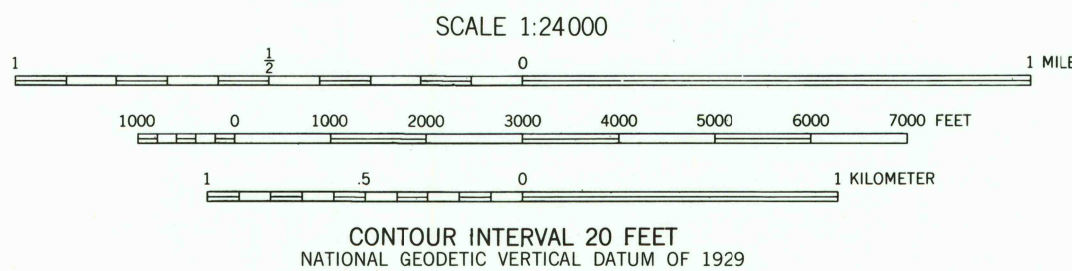 SCALE 1:24000
1 ½ 0 1 MILE
1000 0 1000 2000 3000 4000 5000 6000 7000 FEET
1 .5 0 1 KILOMETER
CONTOUR INTERVAL 20 FEET
NATIONAL GEODETIC VERTICAL DATUM OF 1929